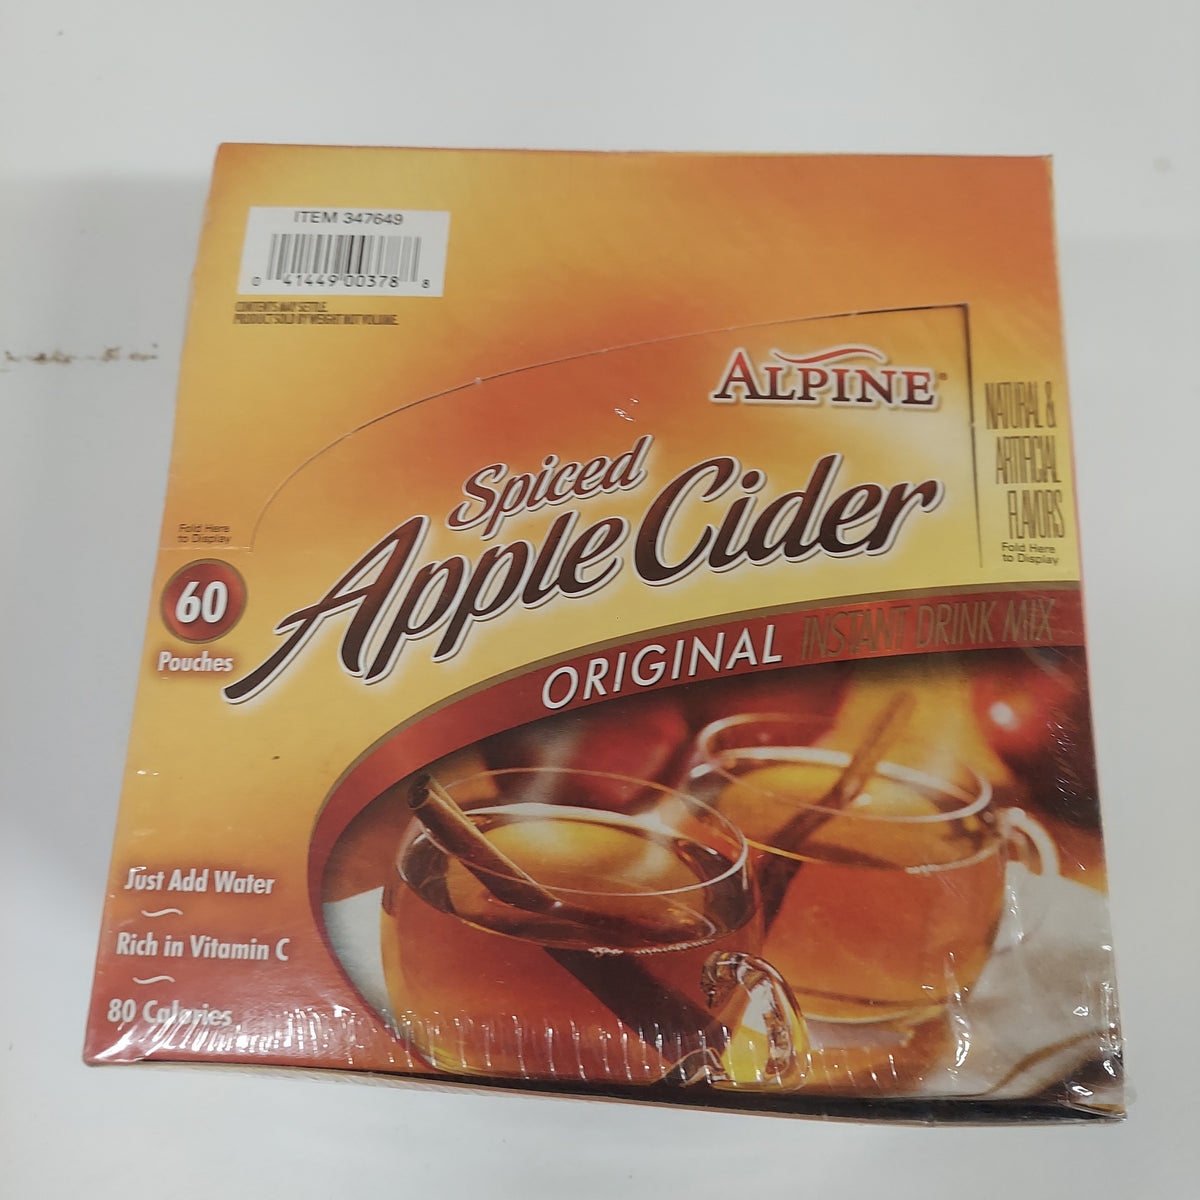 ITEM 347649
0 41449 00378 8
CONTENTS MAY SETTLE.
PRODUCT SOLD BY WEIGHT NOT VOLUME.
ALPINE®
Spiced
Apple Cider
NATURAL &
ARTIFICIAL
FLAVORS
Fold Here
to Display
Fold Here
to Display
60
Pouches
ORIGINAL INSTANT DRINK MIX
Just Add Water
Rich in Vitamin C
80 Calories